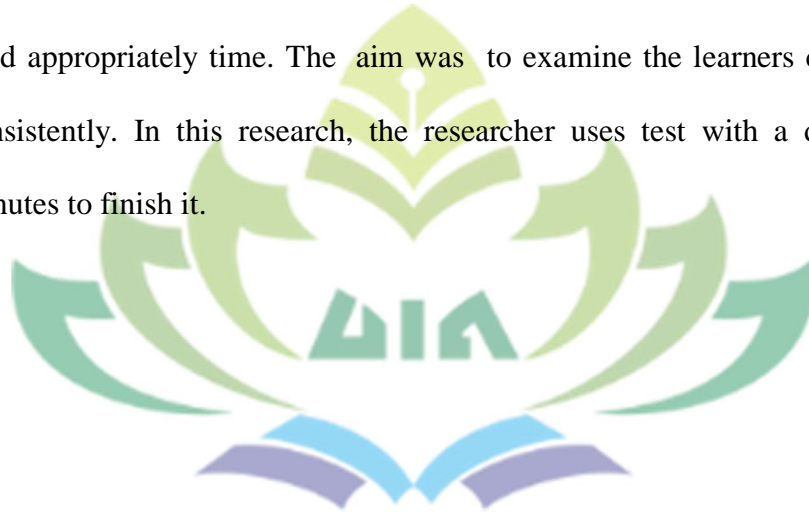 d appropriately time. The aim was to examine the learners
nsistently. In this research, the researcher uses test with a
nutes to finish it.
UIN